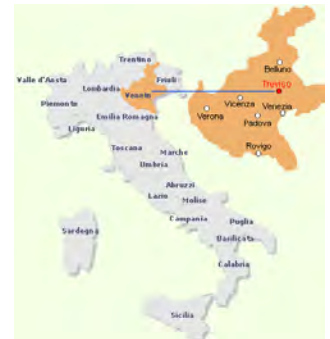 Trentino
Friuli
Valle d'Aosta
Lombardia
Veneto
Piemonte
Emilia Romagna
Liguria
Toscana
Marche
Umbria
Abruzzi
Lazio
Molise
Campania
Puglia
Basilicata
Sardegna
Calabria
Sicilia
Belluno
Treviso
Vicenza
Venezia
Verona
Padova
Rovigo